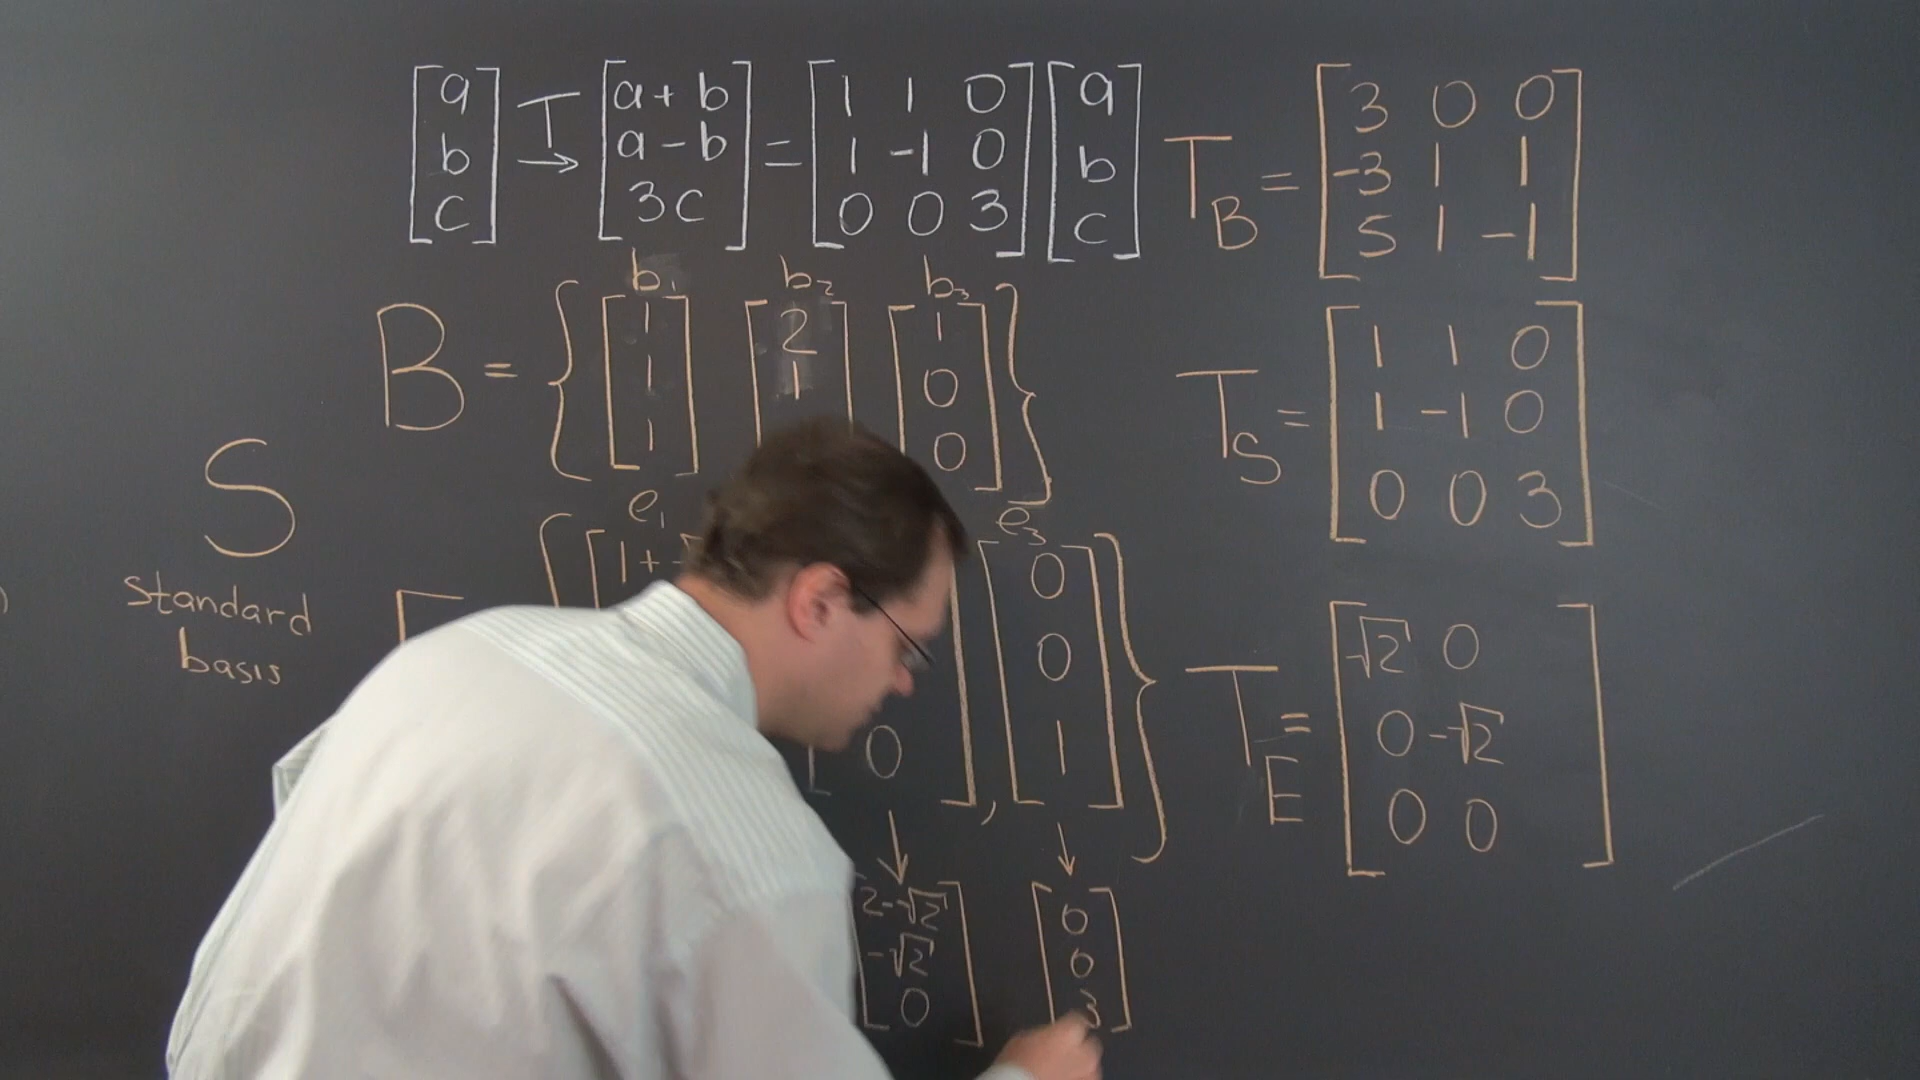 [a b c] T → [a+b a−b 3c] = [1 1 0 1 −1 0 0 0 3] [a b c]
T_B = [3 0 0 −3 1 1 5 1 −1]
b₁ b₂ b₃
B = { [1 1 1] [2 1 [1 0 0] }
T_S = [1 1 0 1 −1 0 0 0 3]
S
standard
basis
e₁ e₃
{ [1+ 0] , [0 0 1] }
T_E = [√2 0 0 −√2 0 0 ]
↓ ↓
[2−√2 −√2 0] [0 0 3]